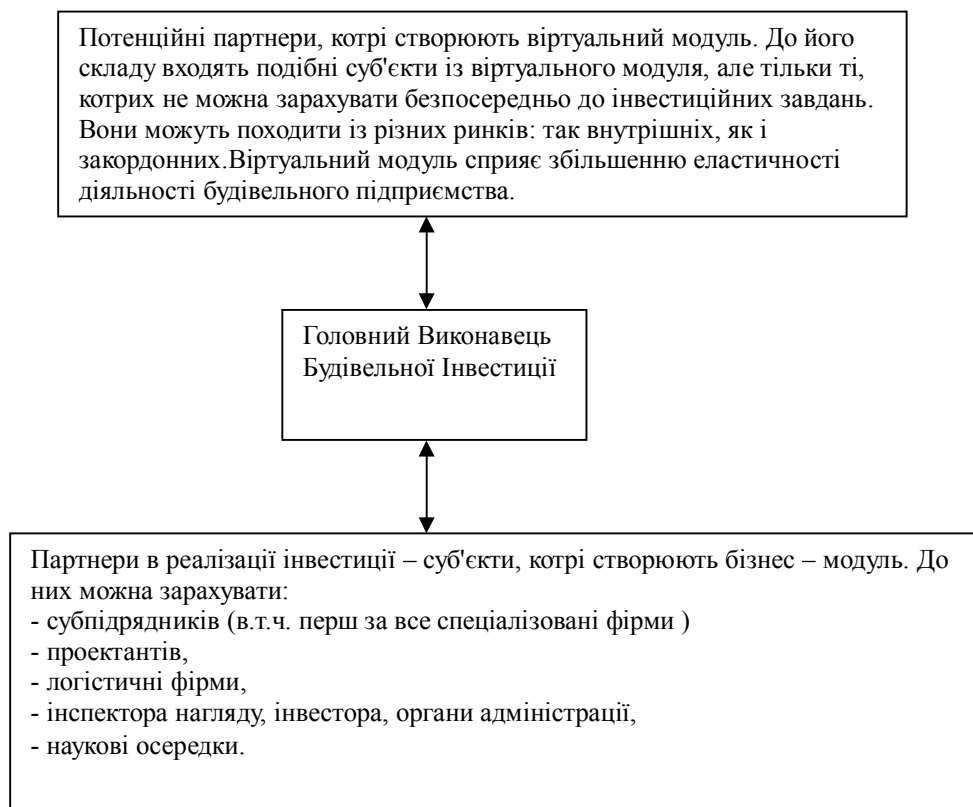 Потенційні партнери, котрі створюють віртуальний модуль. До його
складу входять подібні суб'єкти із віртуального модуля, але тільки ті,
котрих не можна зарахувати безпосередньо до інвестиційних завдань.
Вони можуть походити із різних ринків: так внутрішніх, як і
закордонних.Віртуальний модуль сприяє збільшенню еластичності
діяльності будівельного підприємства.
Головний Виконавець
Будівельної Інвестиції
Партнери в реалізації інвестиції – суб'єкти, котрі створюють бізнес – модуль. До
них можна зарахувати:
- субпідрядників (в.т.ч. перш за все спеціалізовані фірми )
- проектантів,
- логістичні фірми,
- інспектора нагляду, інвестора, органи адміністрації,
- наукові осередки.